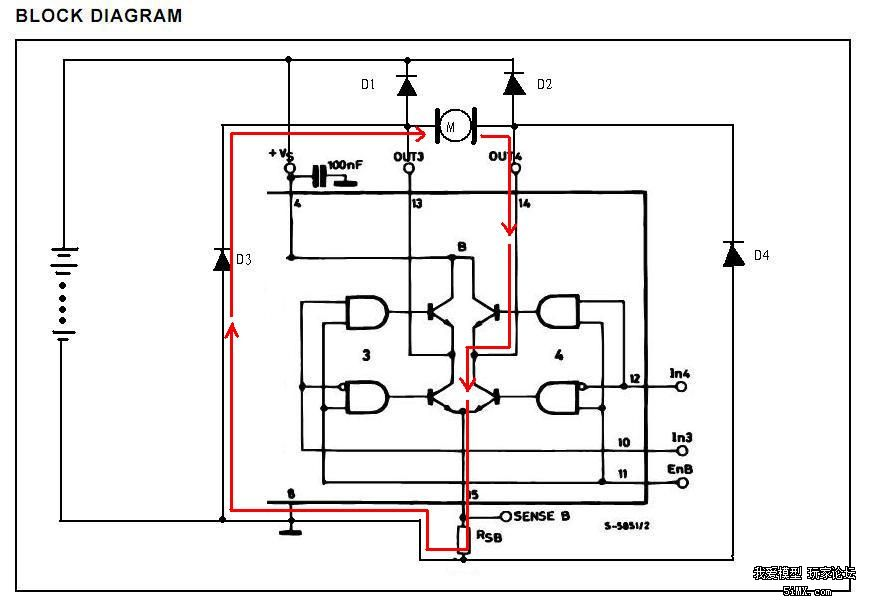 BLOCK DIAGRAM
D1
D2
M
+Vs
100nF
OUT3
OUT4
4
13
14
B
D3
D4
3
4
12
In4
10
In3
11
EnB
8
15
SENSE B
RSB
S-5851/2
我爱模型 玩家论坛
5iMX.com